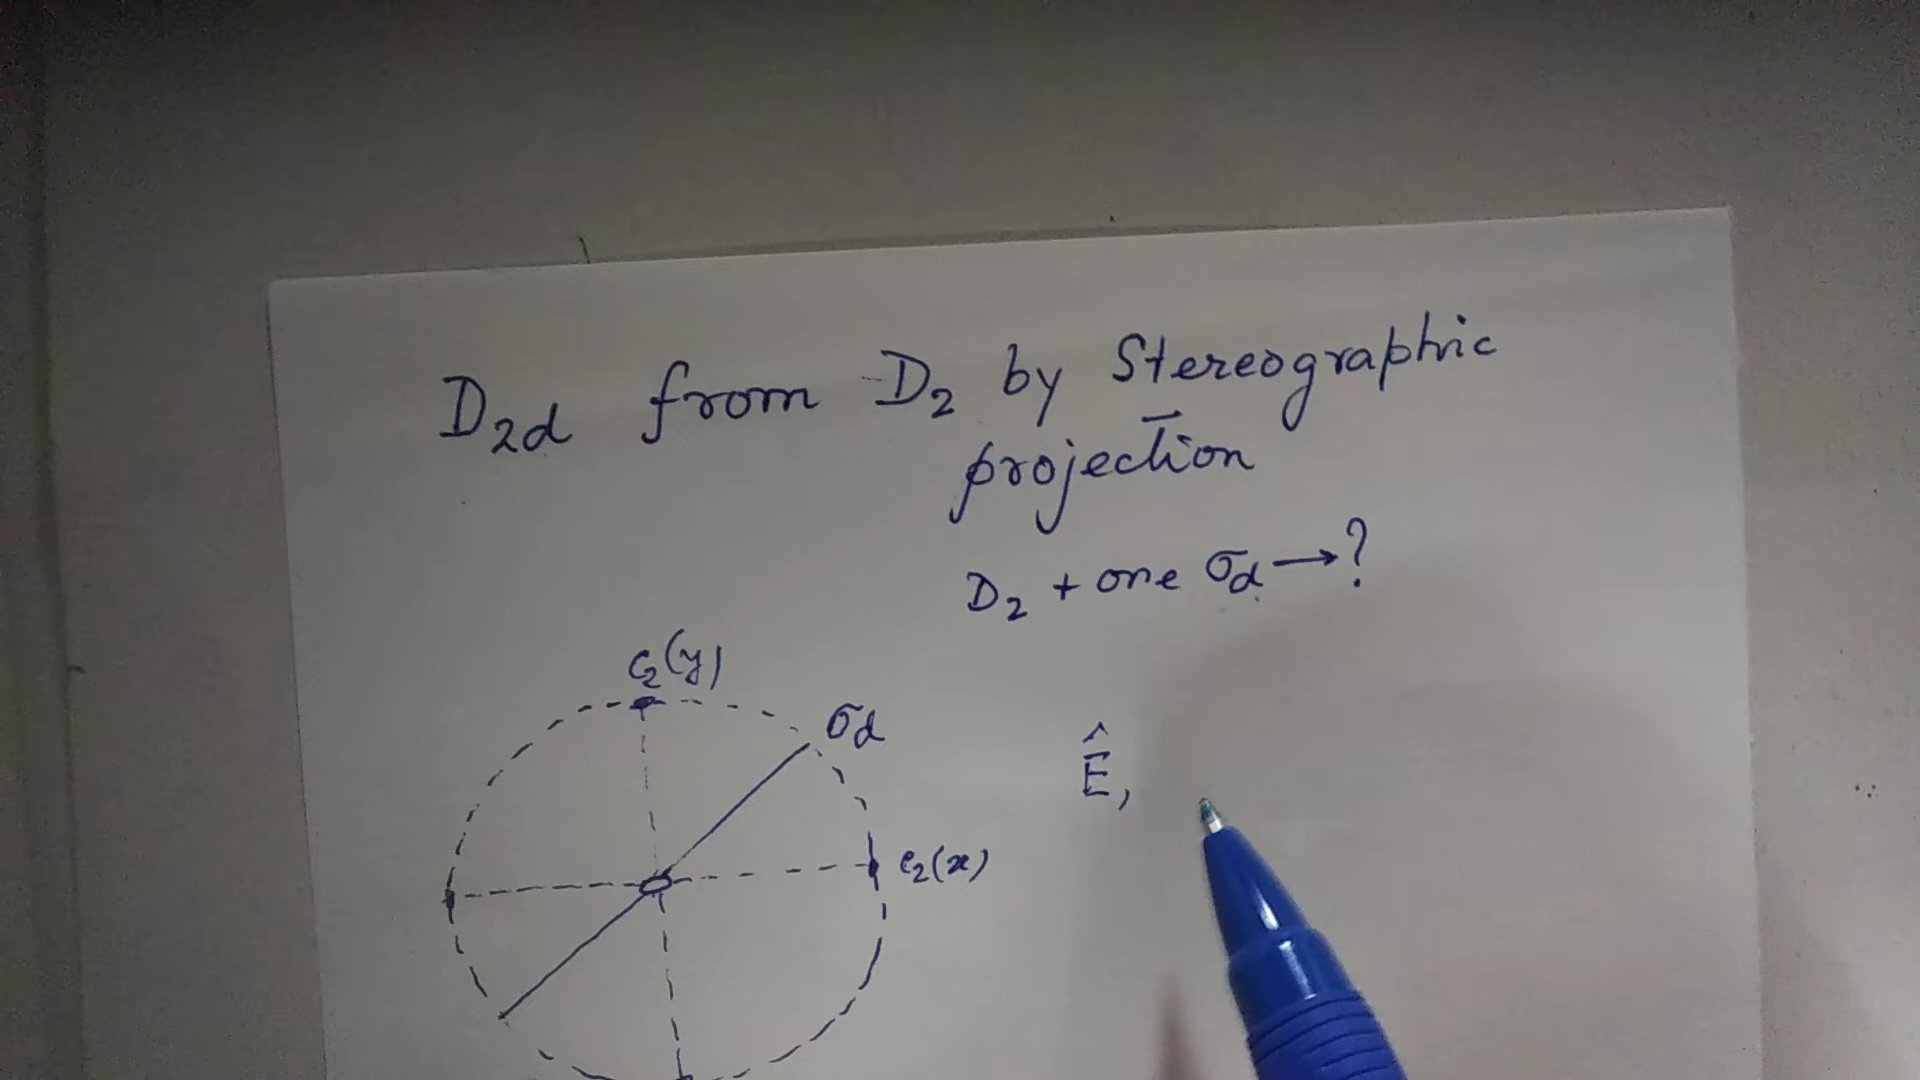 D₂d from D₂ by Stereographic
projection
D₂ + one σd → ?
C₂(y)
σd
Ê,
C₂(x)